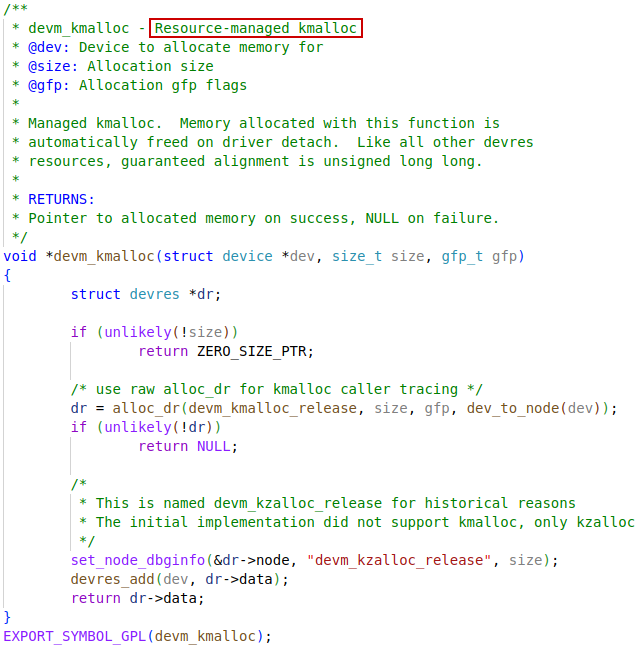 /**
 * devm_kmalloc - Resource-managed kmalloc
 * @dev: Device to allocate memory for
 * @size: Allocation size
 * @gfp: Allocation gfp flags
 *
 * Managed kmalloc.  Memory allocated with this function is
 * automatically freed on driver detach.  Like all other devres
 * resources, guaranteed alignment is unsigned long long.
 *
 * RETURNS:
 * Pointer to allocated memory on success, NULL on failure.
 */
void *devm_kmalloc(struct device *dev, size_t size, gfp_t gfp)
{
        struct devres *dr;

        if (unlikely(!size))
                return ZERO_SIZE_PTR;

        /* use raw alloc_dr for kmalloc caller tracing */
        dr = alloc_dr(devm_kmalloc_release, size, gfp, dev_to_node(dev));
        if (unlikely(!dr))
                return NULL;

        /*
         * This is named devm_kzalloc_release for historical reasons
         * The initial implementation did not support kmalloc, only kzalloc
         */
        set_node_dbginfo(&dr->node, "devm_kzalloc_release", size);
        devres_add(dev, dr->data);
        return dr->data;
}
EXPORT_SYMBOL_GPL(devm_kmalloc);